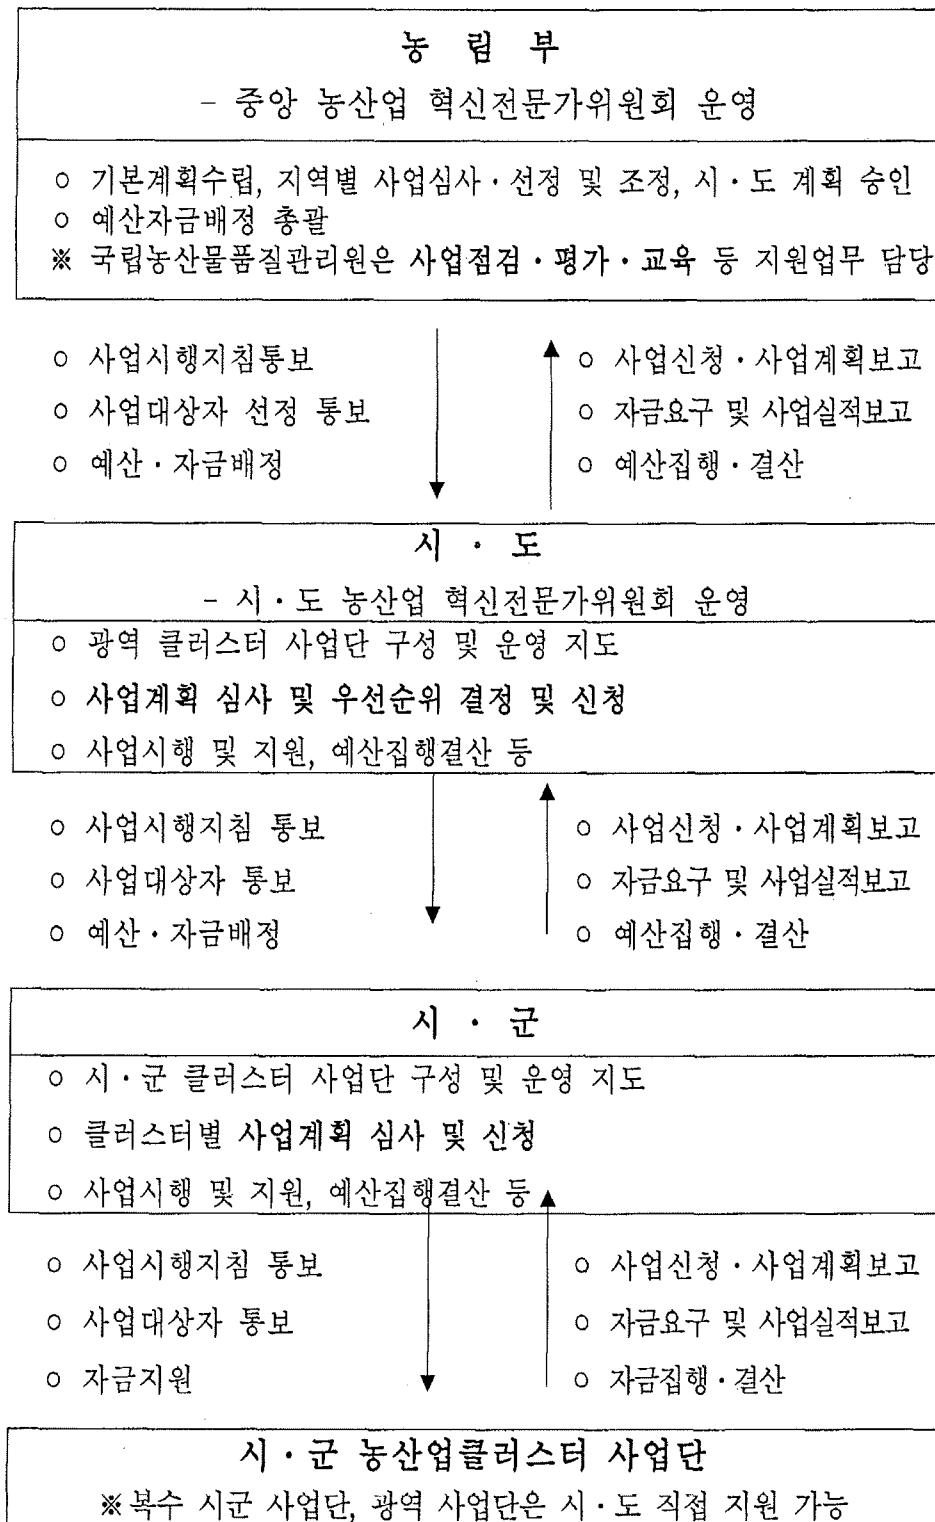 농 림 부
- 중앙 농산업 혁신전문가위원회 운영
ㅇ 기본계획수립, 지역별 사업심사·선정 및 조정, 시·도 계획 승인
ㅇ 예산자금배정 총괄
※ 국립농산물품질관리원은 사업점검·평가·교육 등 지원업무 담당
ㅇ 사업시행지침통보
ㅇ 사업대상자 선정 통보
ㅇ 예산·자금배정
ㅇ 사업신청·사업계획보고
ㅇ 자금요구 및 사업실적보고
ㅇ 예산집행·결산
시 · 도
- 시·도 농산업 혁신전문가위원회 운영
ㅇ 광역 클러스터 사업단 구성 및 운영 지도
ㅇ 사업계획 심사 및 우선순위 결정 및 신청
ㅇ 사업시행 및 지원, 예산집행결산 등
ㅇ 사업시행지침 통보
ㅇ 사업대상자 통보
ㅇ 예산·자금배정
ㅇ 사업신청·사업계획보고
ㅇ 자금요구 및 사업실적보고
ㅇ 예산집행·결산
시 · 군
ㅇ 시·군 클러스터 사업단 구성 및 운영 지도
ㅇ 클러스터별 사업계획 심사 및 신청
ㅇ 사업시행 및 지원, 예산집행결산 등
ㅇ 사업시행지침 통보
ㅇ 사업대상자 통보
ㅇ 자금지원
ㅇ 사업신청·사업계획보고
ㅇ 자금요구 및 사업실적보고
ㅇ 자금집행·결산
시·군 농산업클러스터 사업단
※ 복수 시군 사업단, 광역 사업단은 시·도 직접 지원 가능